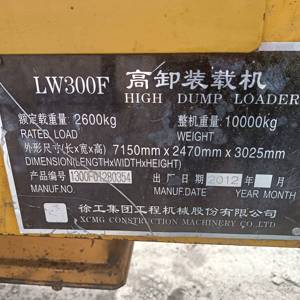 LW300F 高卸装载机
HIGH DUMP LOADER
额定载重量: 2600kg 整机重量: 10000kg
RATED LOAD WEIGHT
外形尺寸(长x宽x高) 7150mm x 2470mm x 3025mm
DIMENSION(LENGTHxWIDTHxHEIGHT)
产品编号 1300F01280354 出厂日期 2012 年 月
MANUF.NO. MANUF.DATE YEAR MONTH
徐工集团工程机械股份有限公司
XCMG CONSTRUCTION MACHINERY CO.,LTD